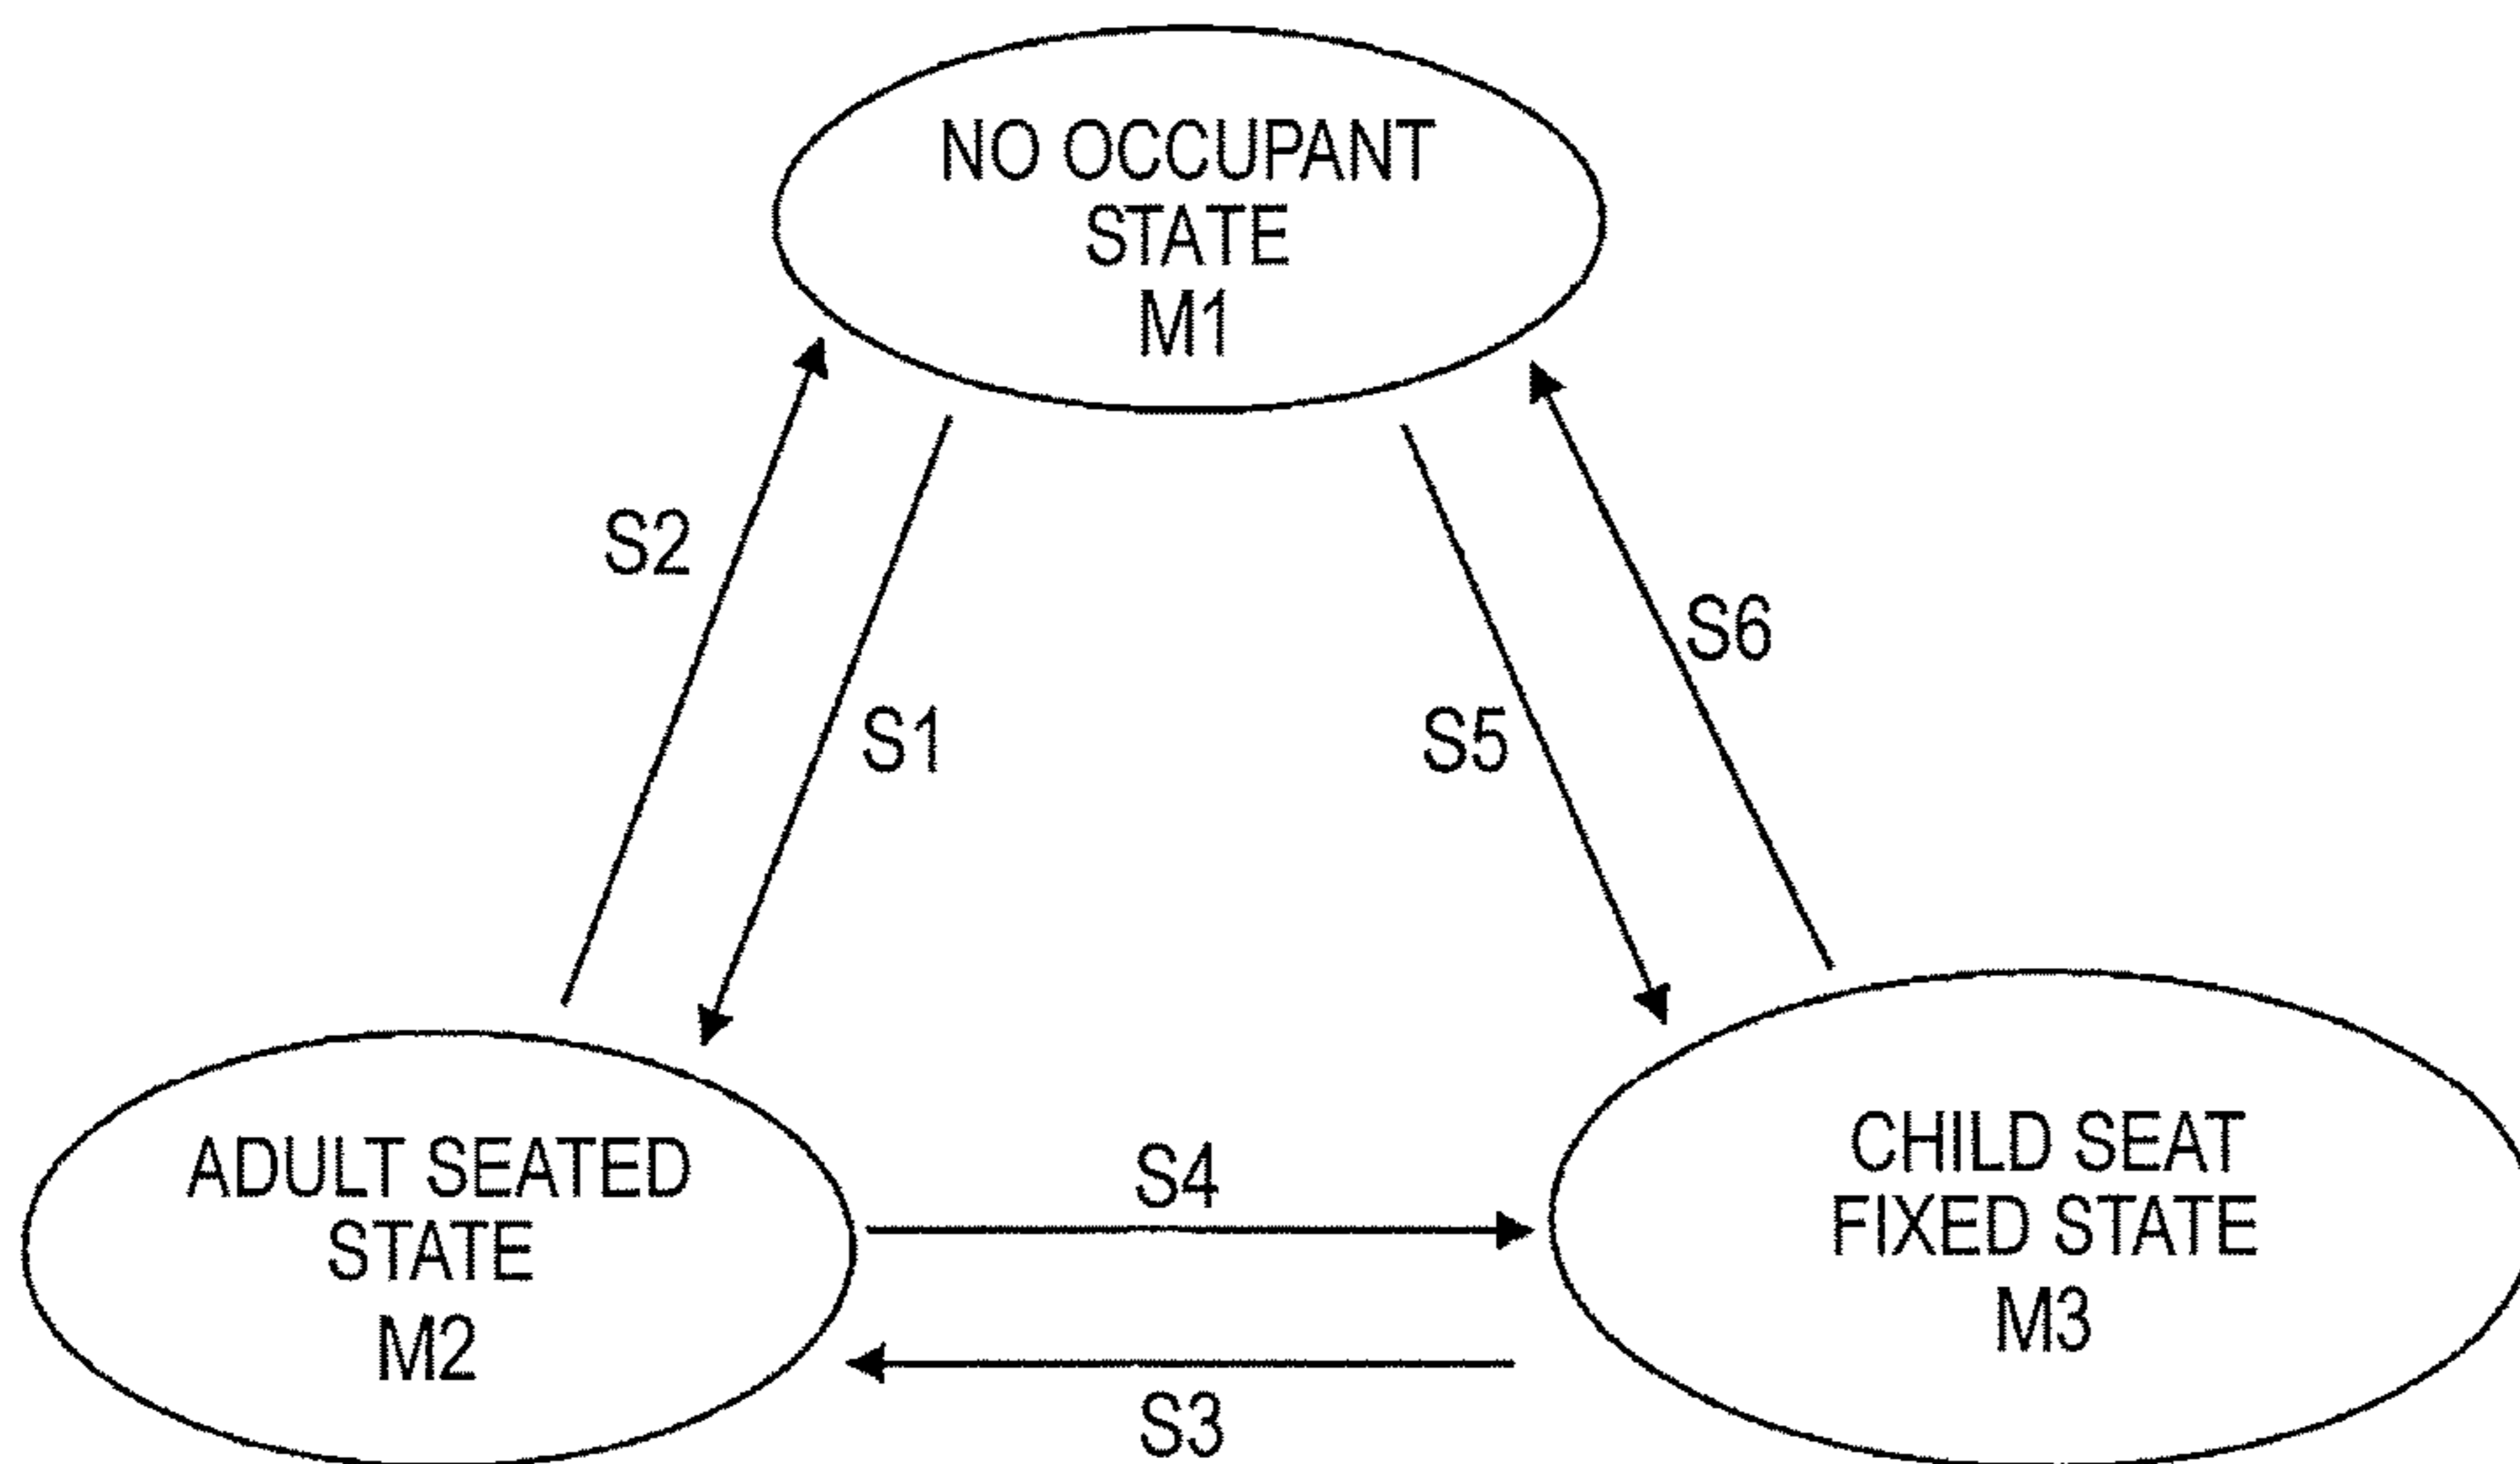 NO OCCUPANT
STATE
M1
S2
S1
S5
S6
ADULT SEATED
STATE
M2
S4
S3
CHILD SEAT
FIXED STATE
M3